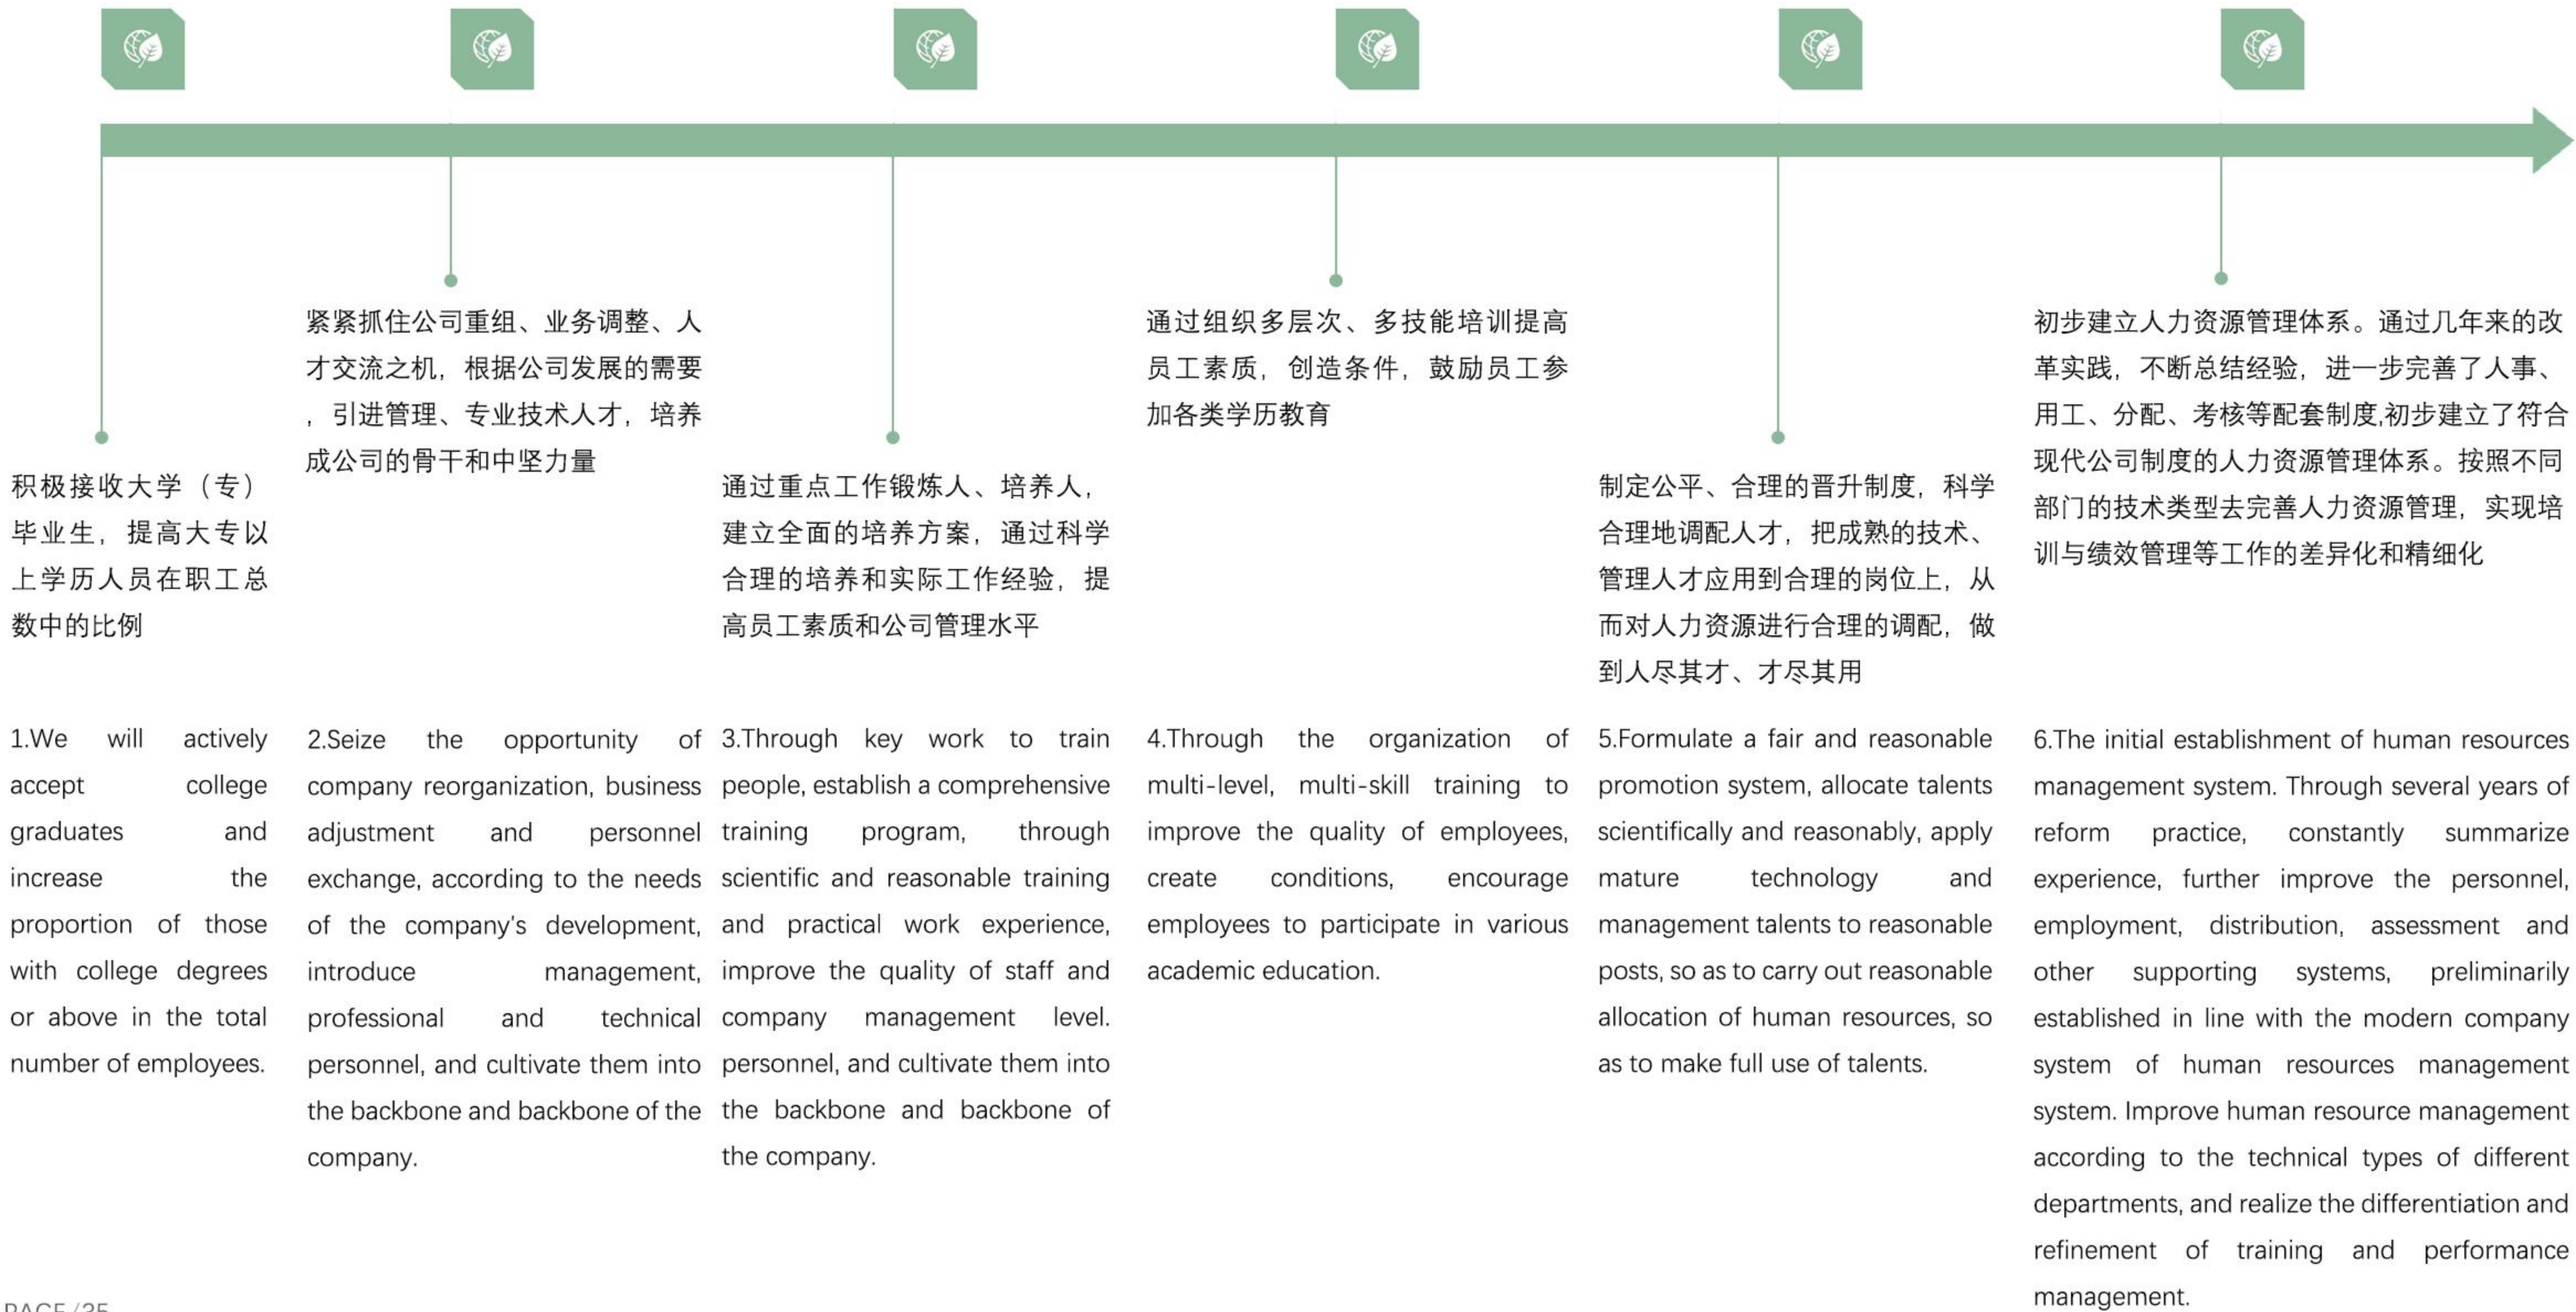 积极接收大学（专）
毕业生，提高大专以
上学历人员在职工总
数中的比例
紧紧抓住公司重组、业务调整、人
才交流之机，根据公司发展的需要
，引进管理、专业技术人才，培养
成公司的骨干和中坚力量
通过重点工作锻炼人、培养人，
建立全面的培养方案，通过科学
合理的培养和实际工作经验，提
高员工素质和公司管理水平
通过组织多层次、多技能培训提高
员工素质，创造条件，鼓励员工参
加各类学历教育
制定公平、合理的晋升制度，科学
合理地调配人才，把成熟的技术、
管理人才应用到合理的岗位上，从
而对人力资源进行合理的调配，做
到人尽其才、才尽其用
初步建立人力资源管理体系。通过几年来的改
革实践，不断总结经验，进一步完善了人事、
用工、分配、考核等配套制度,初步建立了符合
现代公司制度的人力资源管理体系。按照不同
部门的技术类型去完善人力资源管理，实现培
训与绩效管理等工作的差异化和精细化
1.We will actively
accept college
graduates and
increase the
proportion of those
with college degrees
or above in the total
number of employees.
2.Seize the opportunity of
company reorganization, business
adjustment and personnel
exchange, according to the needs
of the company's development,
introduce management,
professional and technical
personnel, and cultivate them into
the backbone and backbone of the
company.
3.Through key work to train
people, establish a comprehensive
training program, through
scientific and reasonable training
and practical work experience,
improve the quality of staff and
company management level.
personnel, and cultivate them into
the backbone and backbone of
the company.
4.Through the organization of
multi-level, multi-skill training to
improve the quality of employees,
create conditions, encourage
employees to participate in various
academic education.
5.Formulate a fair and reasonable
promotion system, allocate talents
scientifically and reasonably, apply
mature technology and
management talents to reasonable
posts, so as to carry out reasonable
allocation of human resources, so
as to make full use of talents.
6.The initial establishment of human resources
management system. Through several years of
reform practice, constantly summarize
experience, further improve the personnel,
employment, distribution, assessment and
other supporting systems, preliminarily
established in line with the modern company
system of human resources management
system. Improve human resource management
according to the technical types of different
departments, and realize the differentiation and
refinement of training and performance
management.
PAGE/35